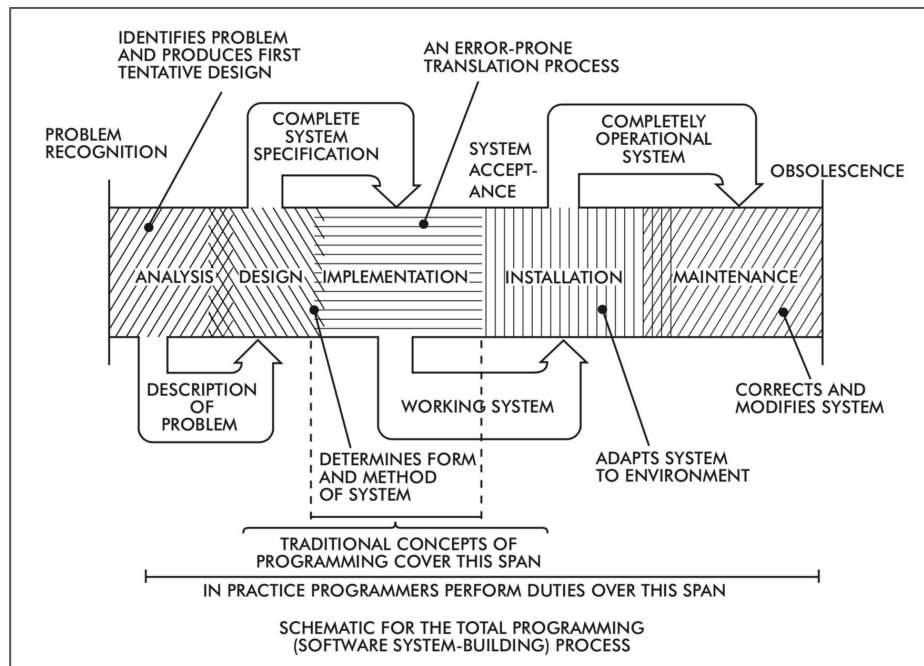 IDENTIFIES PROBLEM
AND PRODUCES FIRST
TENTATIVE DESIGN
AN ERROR-PRONE
TRANSLATION PROCESS
PROBLEM
RECOGNITION
COMPLETE
SYSTEM
SPECIFICATION
SYSTEM
ACCEPT-
ANCE
COMPLETELY
OPERATIONAL
SYSTEM
OBSOLESCENCE
ANALYSIS
DESIGN
IMPLEMENTATION
INSTALLATION
MAINTENANCE
DESCRIPTION
OF
PROBLEM
WORKING SYSTEM
CORRECTS AND
MODIFIES SYSTEM
DETERMINES FORM
AND METHOD
OF SYSTEM
ADAPTS SYSTEM
TO ENVIRONMENT
TRADITIONAL CONCEPTS OF
PROGRAMMING COVER THIS SPAN
IN PRACTICE PROGRAMMERS PERFORM DUTIES OVER THIS SPAN
SCHEMATIC FOR THE TOTAL PROGRAMMING
(SOFTWARE SYSTEM-BUILDING) PROCESS